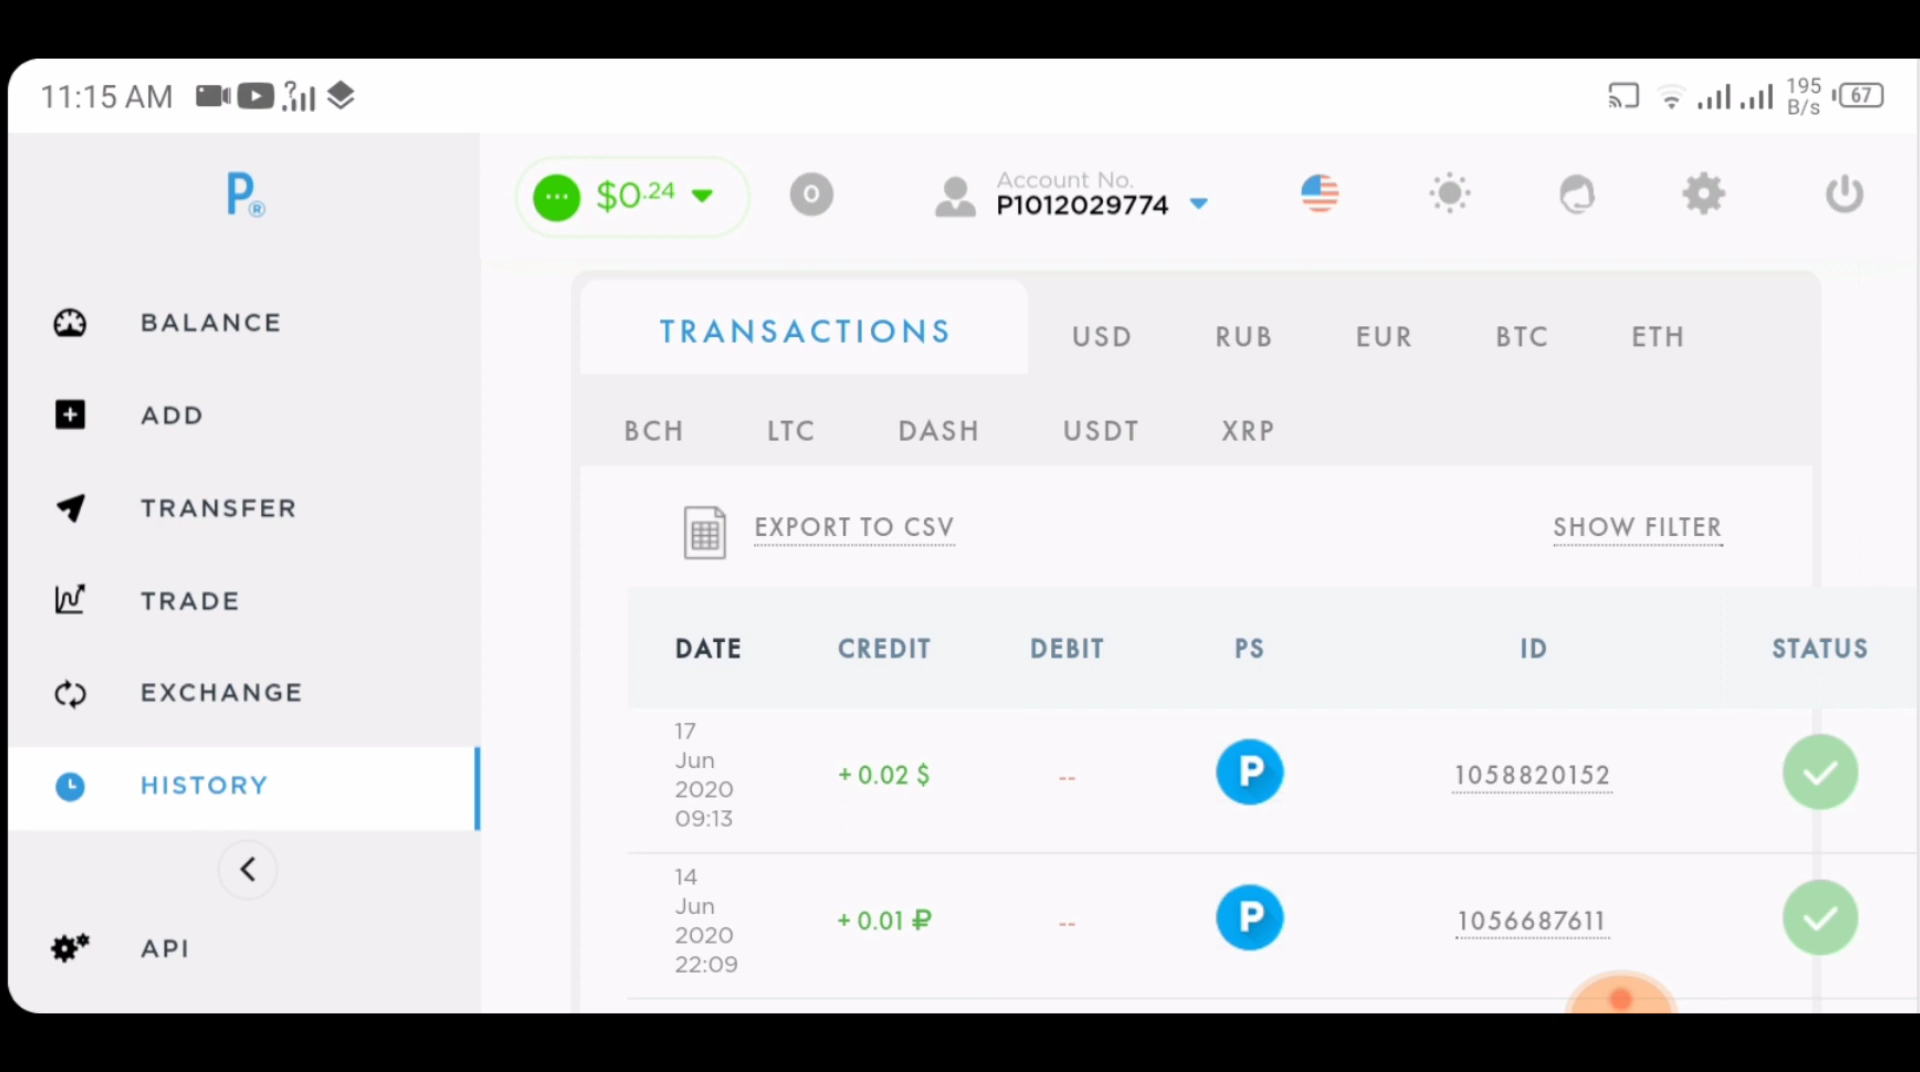 11:15 AM
195
B/s
67
P®
$0.24
0
Account No.
P1012029774
BALANCE
ADD
TRANSFER
TRADE
EXCHANGE
HISTORY
API
TRANSACTIONS USD RUB EUR BTC ETH
BCH LTC DASH USDT XRP
EXPORT TO CSV SHOW FILTER
DATE CREDIT DEBIT PS ID STATUS
17
Jun
2020
09:13
+ 0.02 $ -- P 1058820152
14
Jun
2020
22:09
+ 0.01 ₽ -- P 1056687611